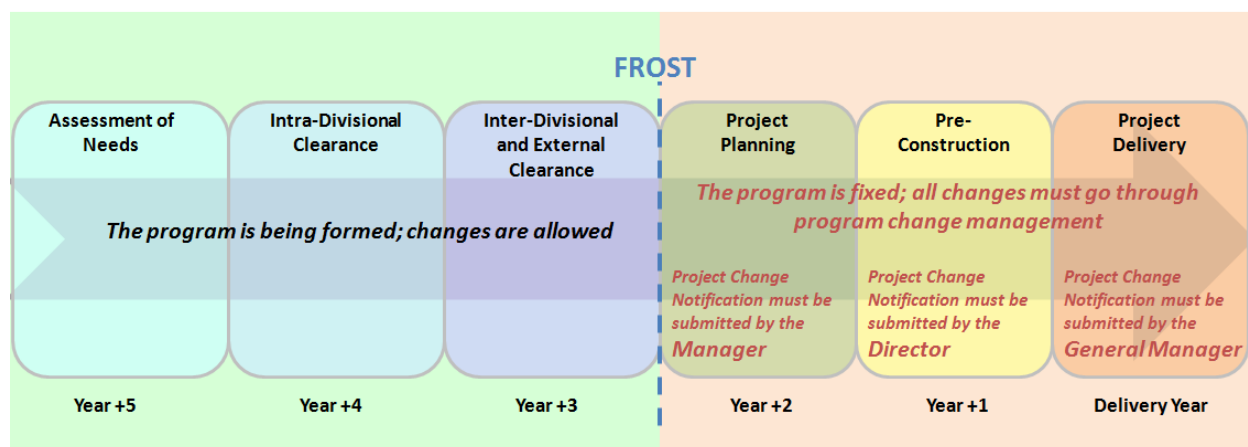 FROST
Assessment of
Needs
Intra-Divisional
Clearance
Inter-Divisional
and External
Clearance
Project
Planning
Pre-
Construction
Project
Delivery
The program is being formed; changes are allowed
The program is fixed; all changes must go through
program change management
Project Change
Notification must be
submitted by the
Manager
Project Change
Notification must be
submitted by the
Director
Project Change
Notification must be
submitted by the
General Manager
Year +5
Year +4
Year +3
Year +2
Year +1
Delivery Year